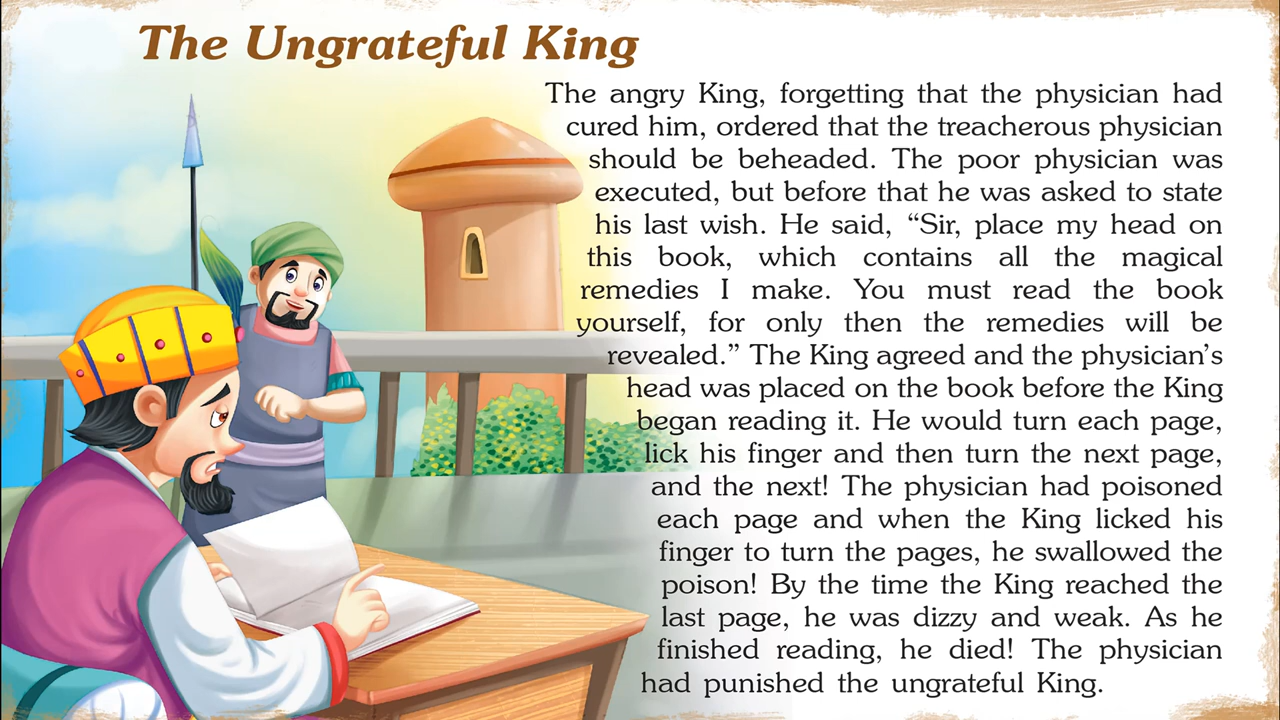 The Ungrateful King
The angry King, forgetting that the physician had
cured him, ordered that the treacherous physician
should be beheaded. The poor physician was
executed, but before that he was asked to state
his last wish. He said, “Sir, place my head on
this book, which contains all the magical
remedies I make. You must read the book
yourself, for only then the remedies will be
revealed.” The King agreed and the physician’s
head was placed on the book before the King
began reading it. He would turn each page,
lick his finger and then turn the next page,
and the next! The physician had poisoned
each page and when the King licked his
finger to turn the pages, he swallowed the
poison! By the time the King reached the
last page, he was dizzy and weak. As he
finished reading, he died! The physician
had punished the ungrateful King.